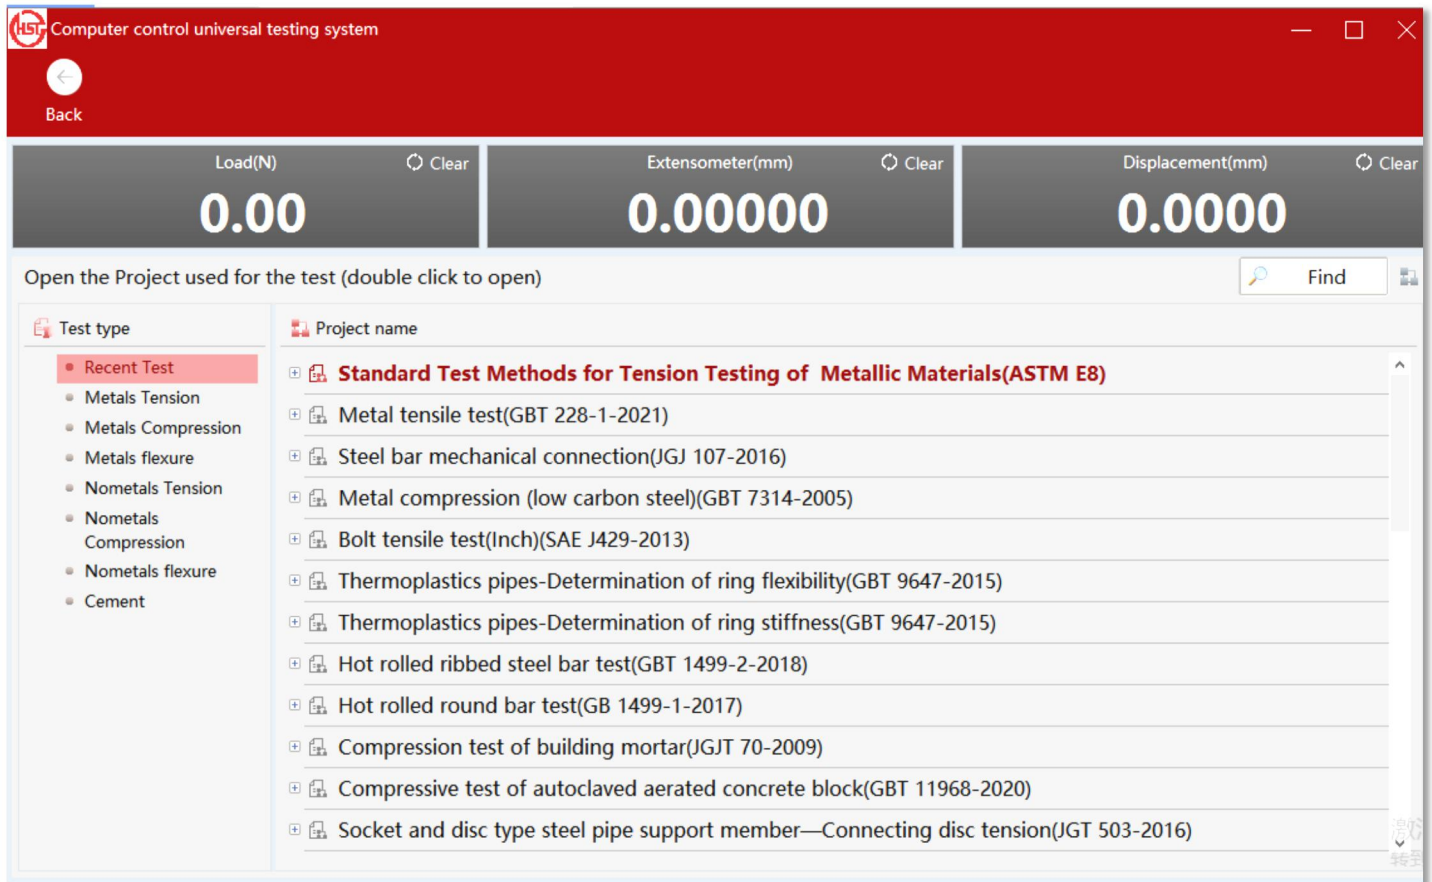 HST
Computer control universal testing system
Back
Load(N)
Clear
0.00
Extensometer(mm)
Clear
0.00000
Displacement(mm)
Clear
0.0000
Open the Project used for the test (double click to open)
Find
Test type
Recent Test
Metals Tension
Metals Compression
Metals flexure
Nometals Tension
Nometals
Compression
Nometals flexure
Cement
Project name
Standard Test Methods for Tension Testing of  Metallic Materials(ASTM E8)
Metal tensile test(GBT 228-1-2021)
Steel bar mechanical connection(JGJ 107-2016)
Metal compression (low carbon steel)(GBT 7314-2005)
Bolt tensile test(Inch)(SAE J429-2013)
Thermoplastics pipes-Determination of ring flexibility(GBT 9647-2015)
Thermoplastics pipes-Determination of ring stiffness(GBT 9647-2015)
Hot rolled ribbed steel bar test(GBT 1499-2-2018)
Hot rolled round bar test(GB 1499-1-2017)
Compression test of building mortar(JGJT 70-2009)
Compressive test of autoclaved aerated concrete block(GBT 11968-2020)
Socket and disc type steel pipe support member—Connecting disc tension(JGT 503-2016)